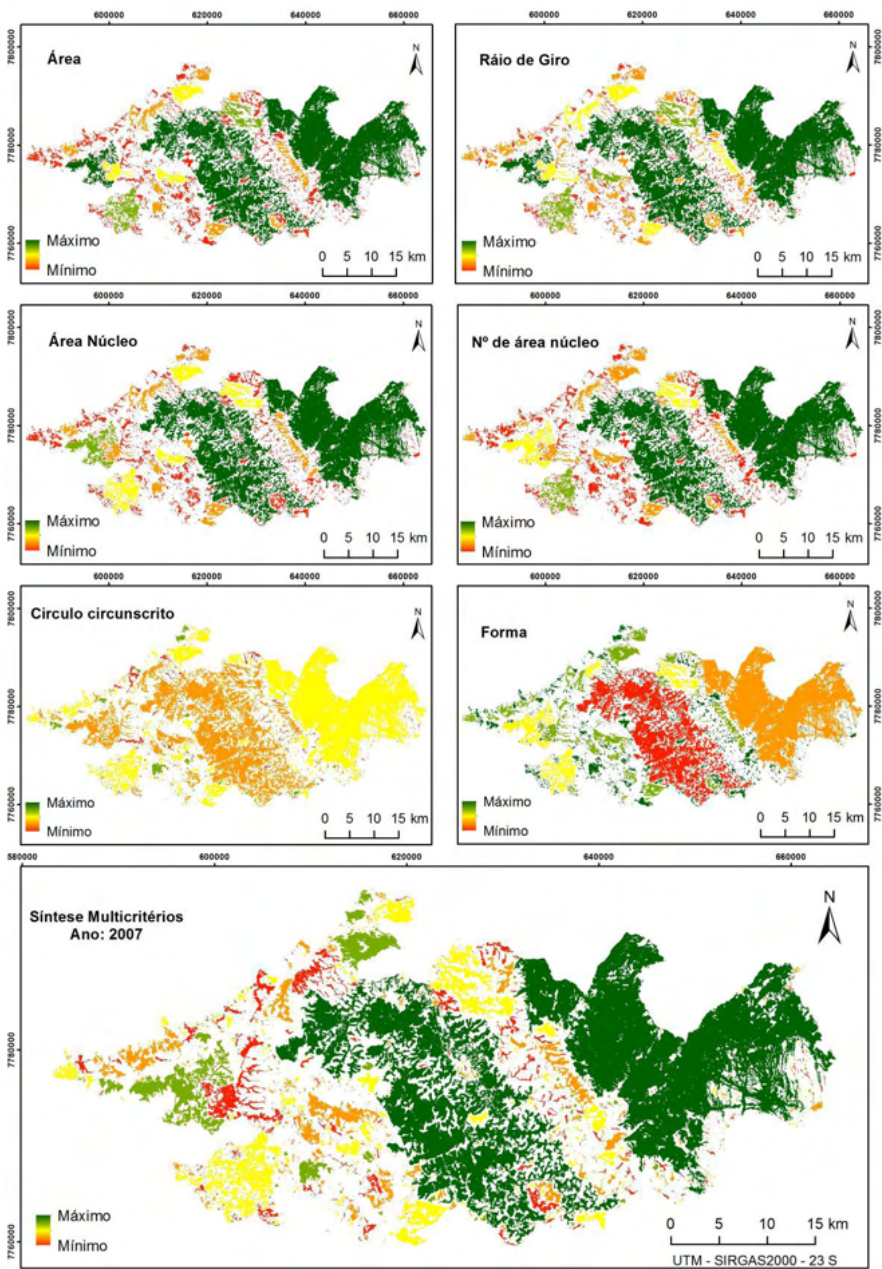 600000 620000 640000 660000
600000 620000 640000 660000
7800000
7780000
7760000
Área
N
Máximo
Mínimo
0 5 10 15 km
Ráio de Giro
N
Máximo
Mínimo
0 5 10 15 km
7800000
7780000
7760000
600000 620000 640000 660000
600000 620000 640000 660000
7800000
7780000
7760000
Área Núcleo
N
Máximo
Mínimo
0 5 10 15 km
Nº de área núcleo
N
Máximo
Mínimo
0 5 10 15 km
7800000
7780000
7760000
600000 620000 640000 660000
600000 620000 640000 660000
7800000
7780000
7760000
Circulo circunscrito
N
Máximo
Mínimo
0 5 10 15 km
Forma
N
Máximo
Mínimo
0 5 10 15 km
7800000
7780000
7760000
580000 600000 620000 640000 660000
7780000
7760000
Síntese Multicritérios
Ano: 2007
N
Máximo
Mínimo
0 5 10 15 km
UTM - SIRGAS2000 - 23 S